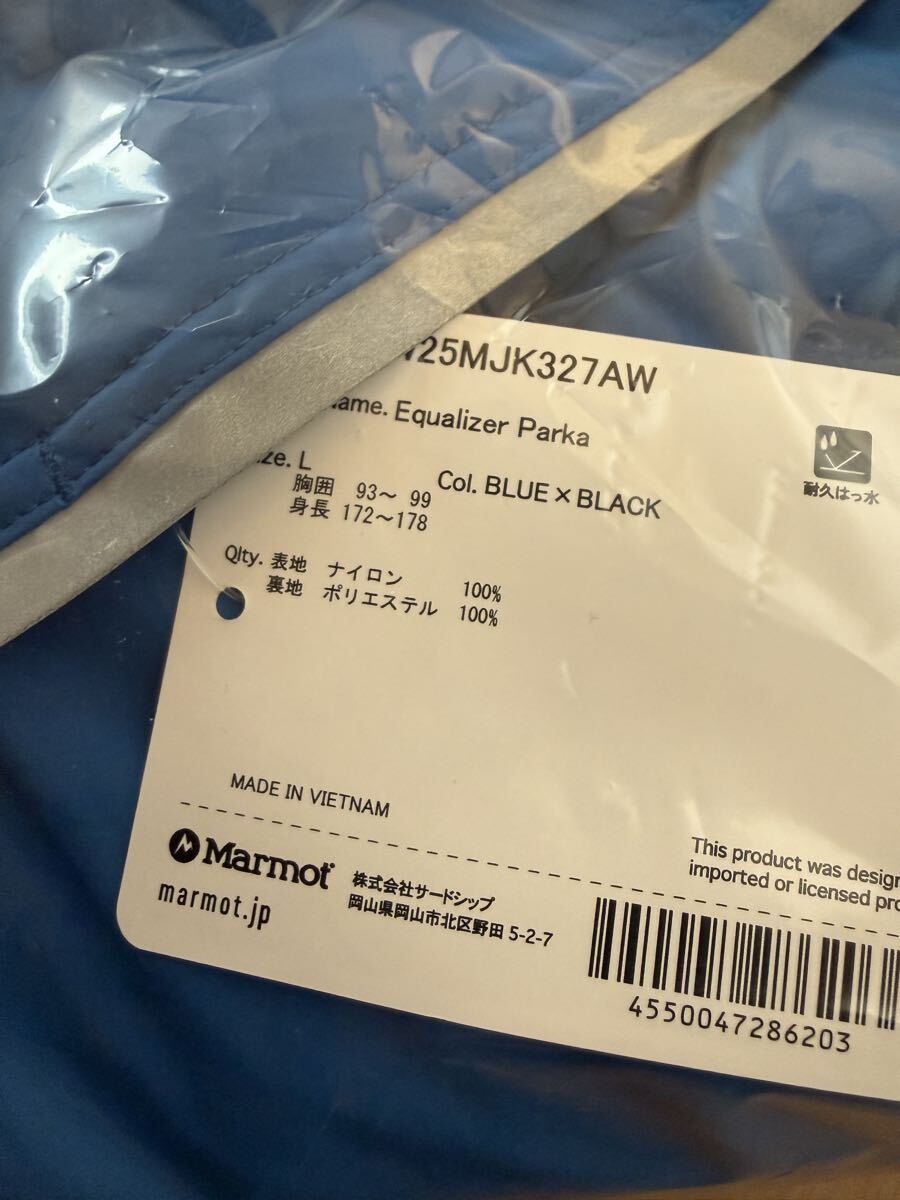 25MJK327AW
Name. Equalizer Parka
Size. L
Col. BLUE×BLACK
胸囲 93～ 99
身長 172～178
耐久はっ水
Qlty. 表地 ナイロン 100%
裏地 ポリエステル 100%
MADE IN VIETNAM
Marmot
marmot.jp
株式会社サードシップ
岡山県岡山市北区野田 5-2-7
This product was design
imported or licensed pro
4550047286203